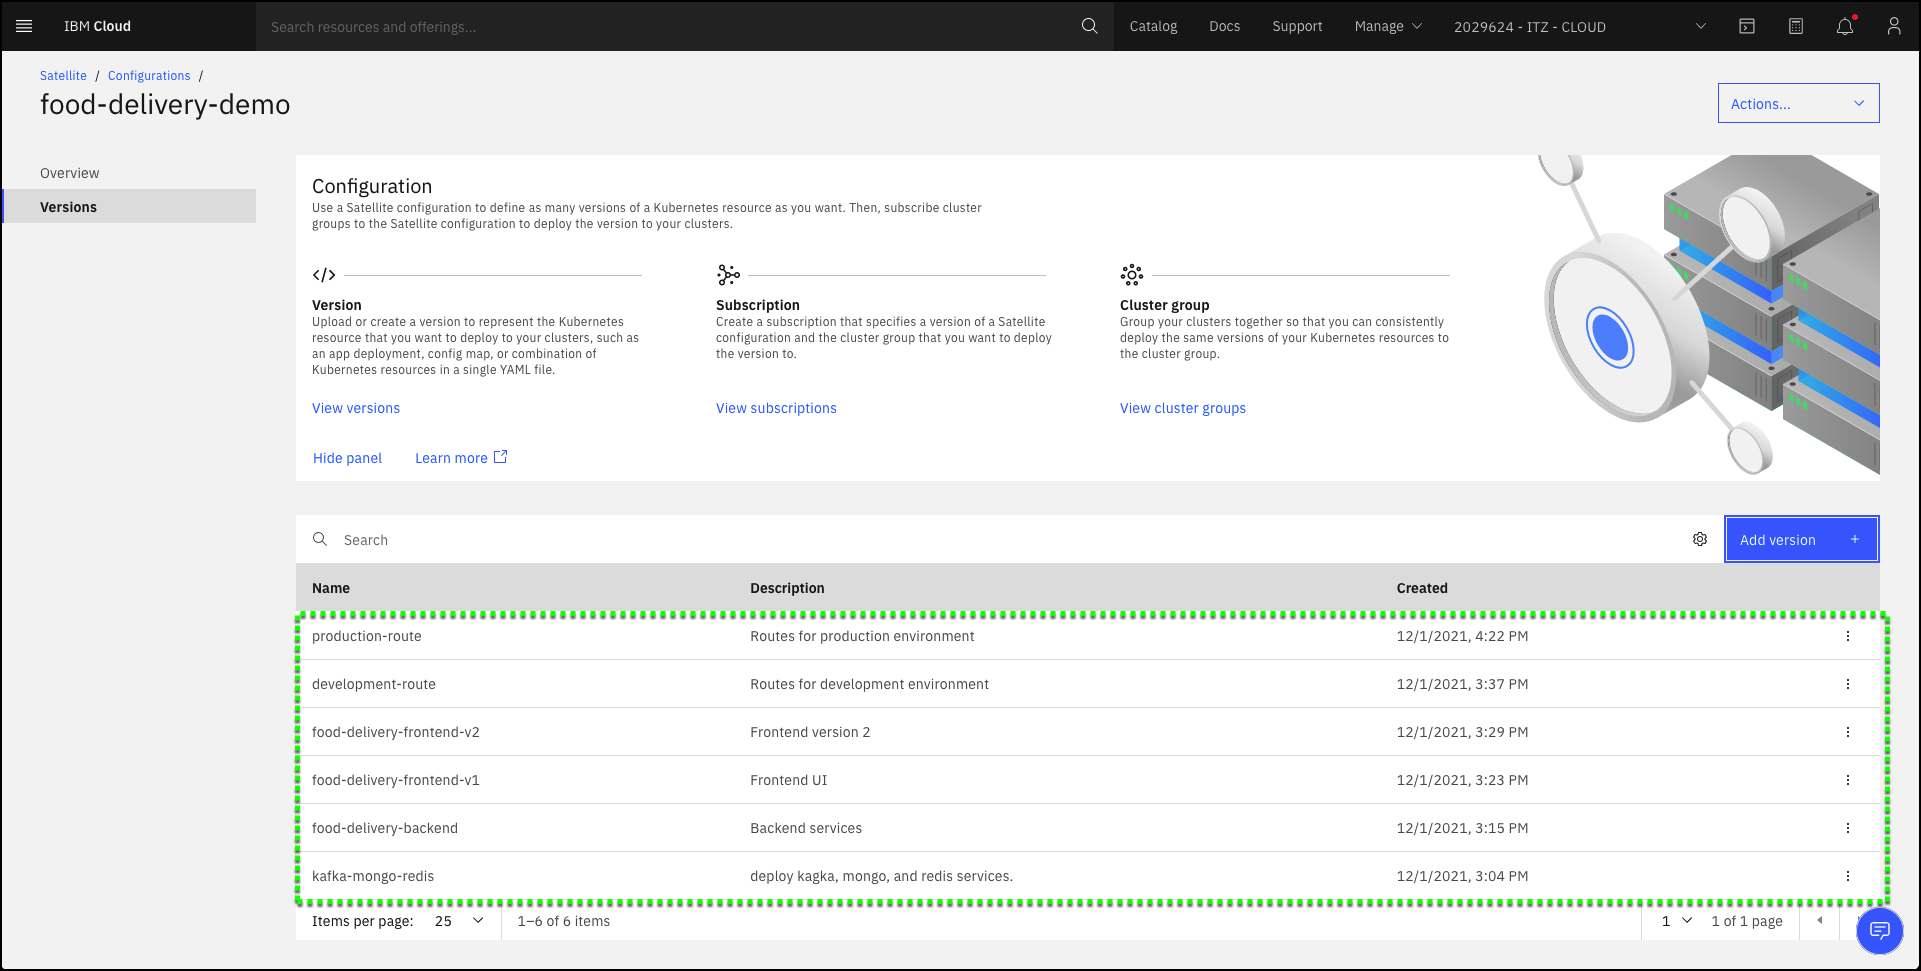 IBM Cloud
Search resources and offerings...
Catalog
Docs
Support
Manage
2029624 - ITZ - CLOUD
Satellite / Configurations /
food-delivery-demo
Actions...
Overview
Versions
Configuration
Use a Satellite configuration to define as many versions of a Kubernetes resource as you want. Then, subscribe cluster
groups to the Satellite configuration to deploy the version to your clusters.
Version
Upload or create a version to represent the Kubernetes
resource that you want to deploy to your clusters, such as
an app deployment, config map, or combination of
Kubernetes resources in a single YAML file.
View versions
Subscription
Create a subscription that specifies a version of a Satellite
configuration and the cluster group that you want to deploy
the version to.
View subscriptions
Cluster group
Group your clusters together so that you can consistently
deploy the same versions of your Kubernetes resources to
the cluster group.
View cluster groups
Hide panel
Learn more
Search
Add version +
Name Description Created
production-route Routes for production environment 12/1/2021, 4:22 PM
development-route Routes for development environment 12/1/2021, 3:37 PM
food-delivery-frontend-v2 Frontend version 2 12/1/2021, 3:29 PM
food-delivery-frontend-v1 Frontend UI 12/1/2021, 3:23 PM
food-delivery-backend Backend services 12/1/2021, 3:15 PM
kafka-mongo-redis deploy kagka, mongo, and redis services. 12/1/2021, 3:04 PM
Items per page: 25 1–6 of 6 items 1 1 of 1 page